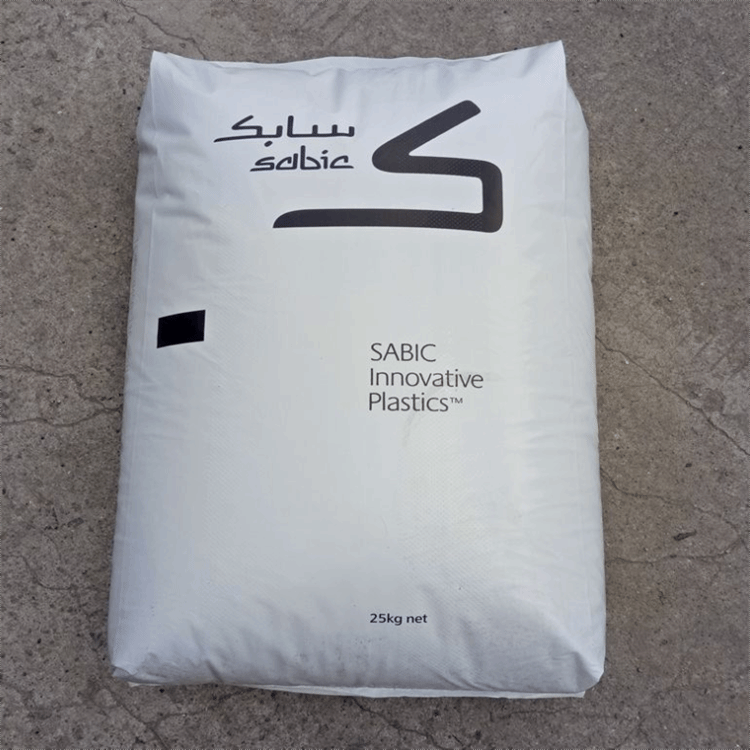 سابك
sabic
ك
SABIC
Innovative
Plastics™
25kg net